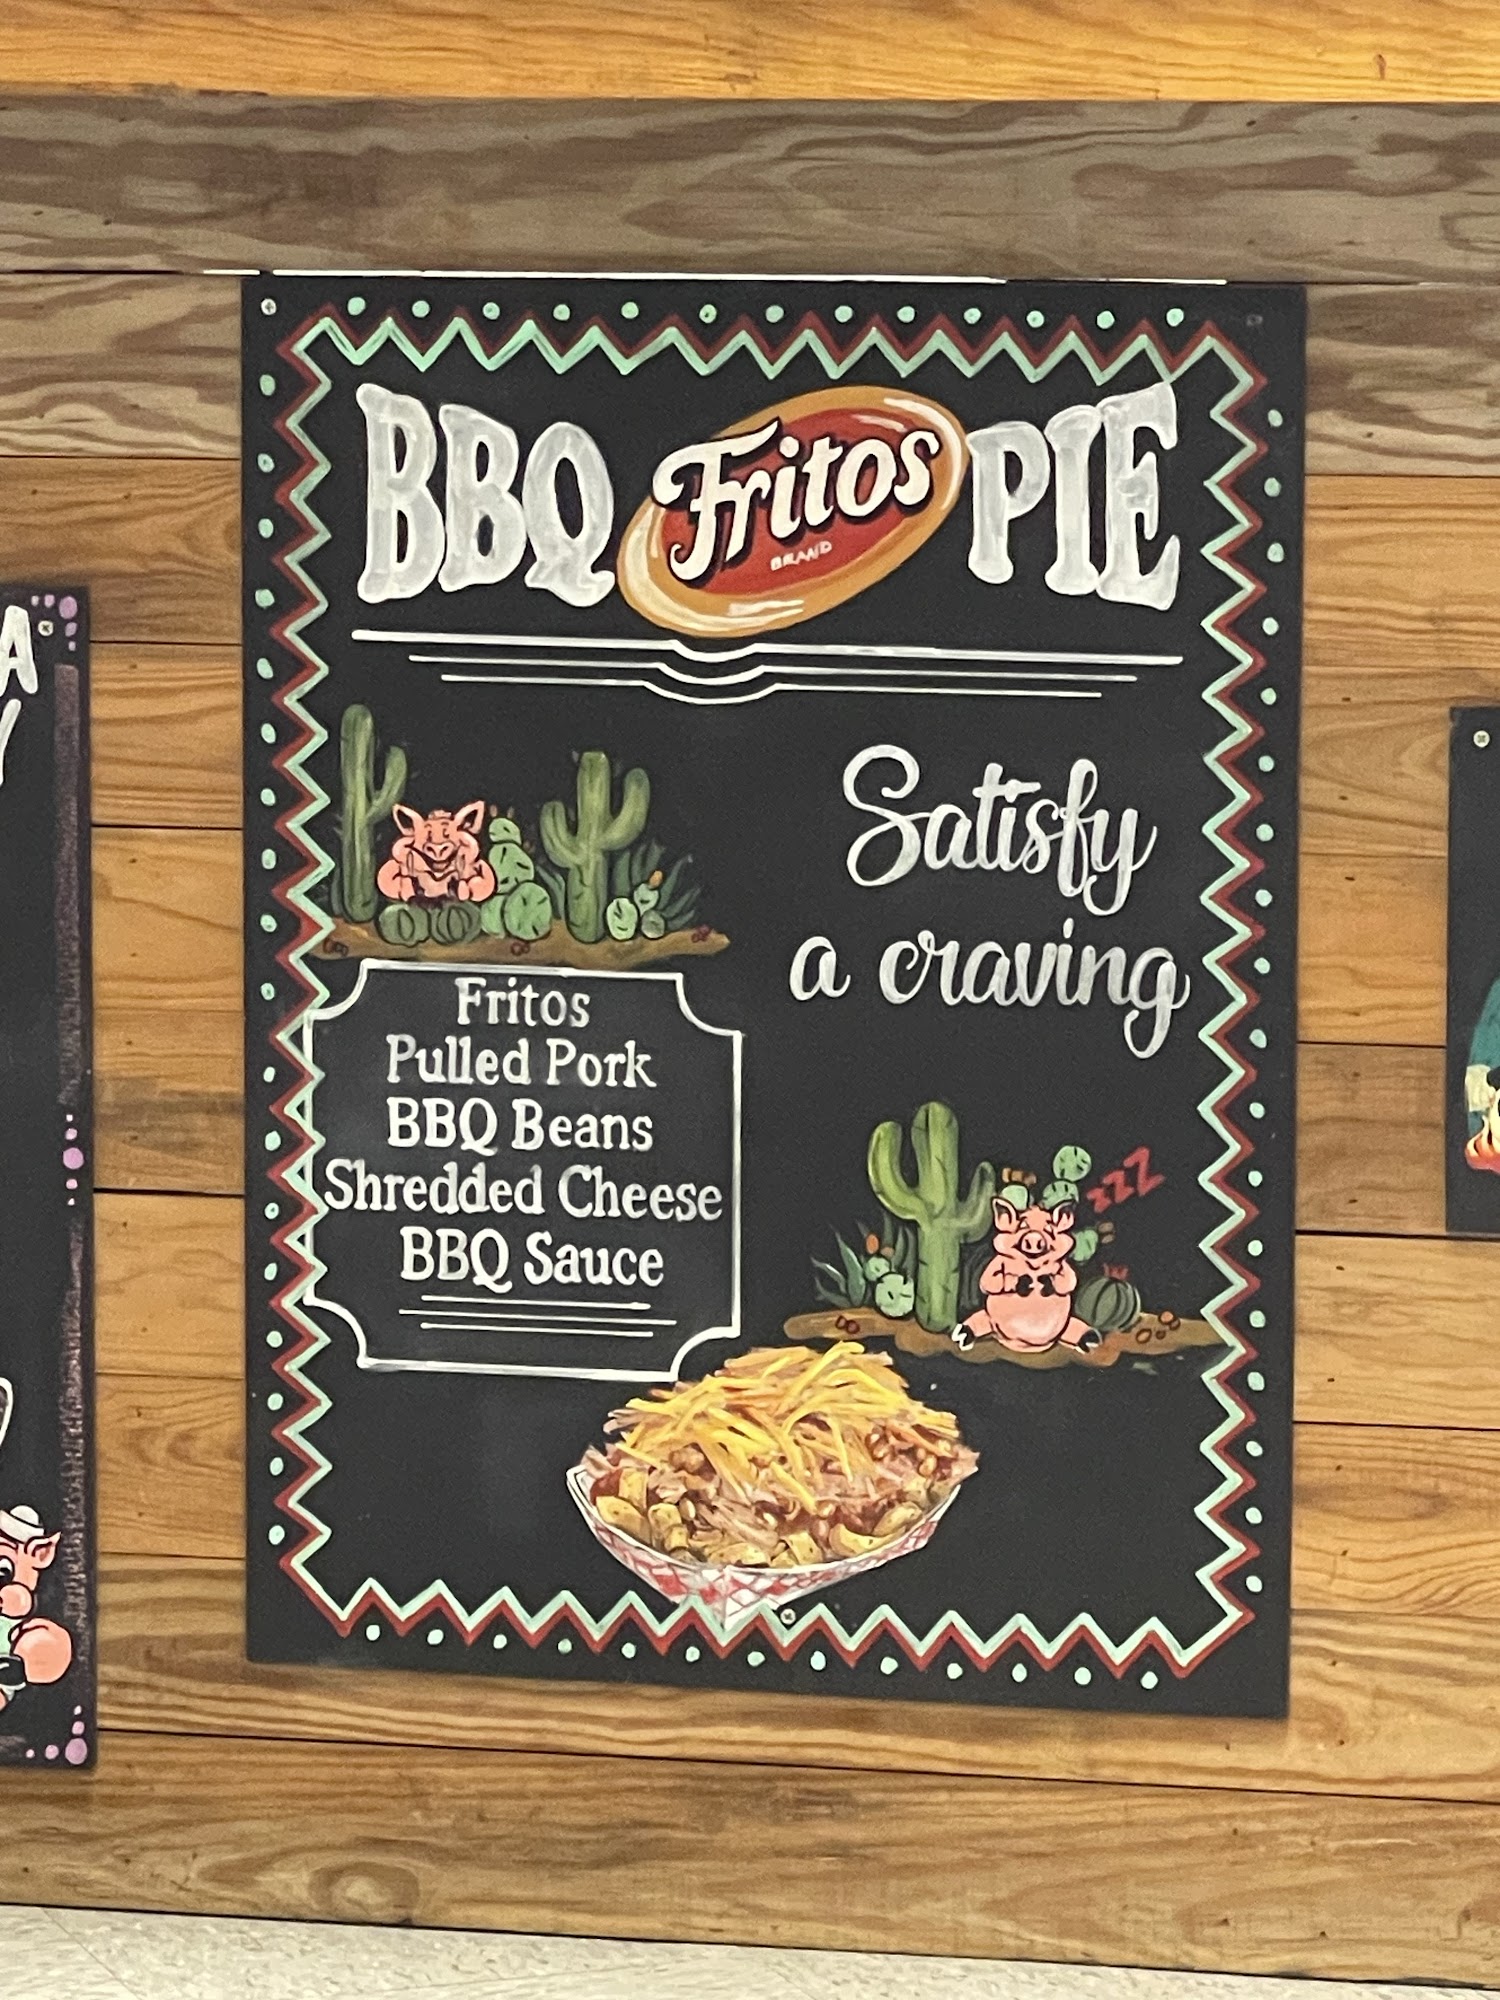 BBQ Fritos PIE
BRAND
Satisfy
a craving
Fritos
Pulled Pork
BBQ Beans
Shredded Cheese
BBQ Sauce
zzZ
A
Y